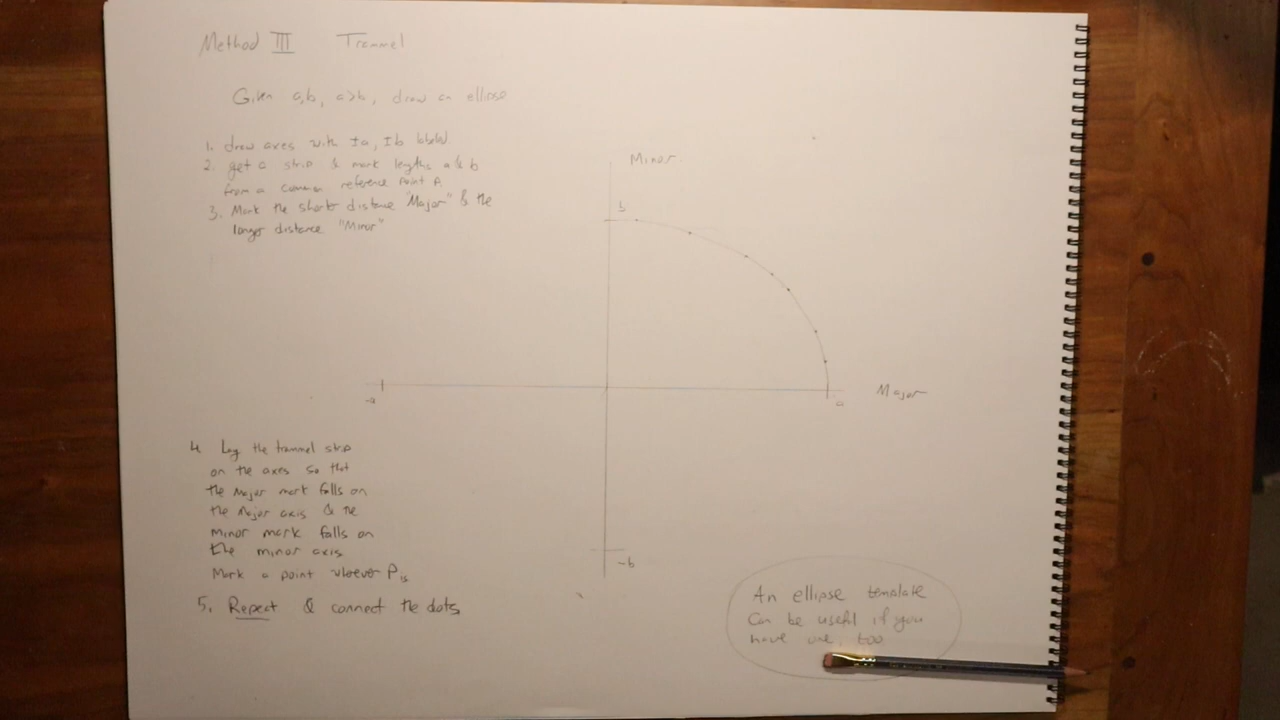 Method III Trammel
Given a,b, a>b, draw an ellipse
1. draw axes with ±a, ±b labeled
2. get a strip & mark lengths a & b
from a common reference point P.
3. Mark the shorter distance "Major" & the
longer distance "Minor"
Minor
b
-a
a
Major
-b
4. Lay the trammel strip
on the axes so that
the Major mark falls on
the Major axis & the
minor mark falls on
the minor axis
Mark a point wherever P is
5. Repeat & connect the dots
An ellipse template
Can be useful if you
have one, too